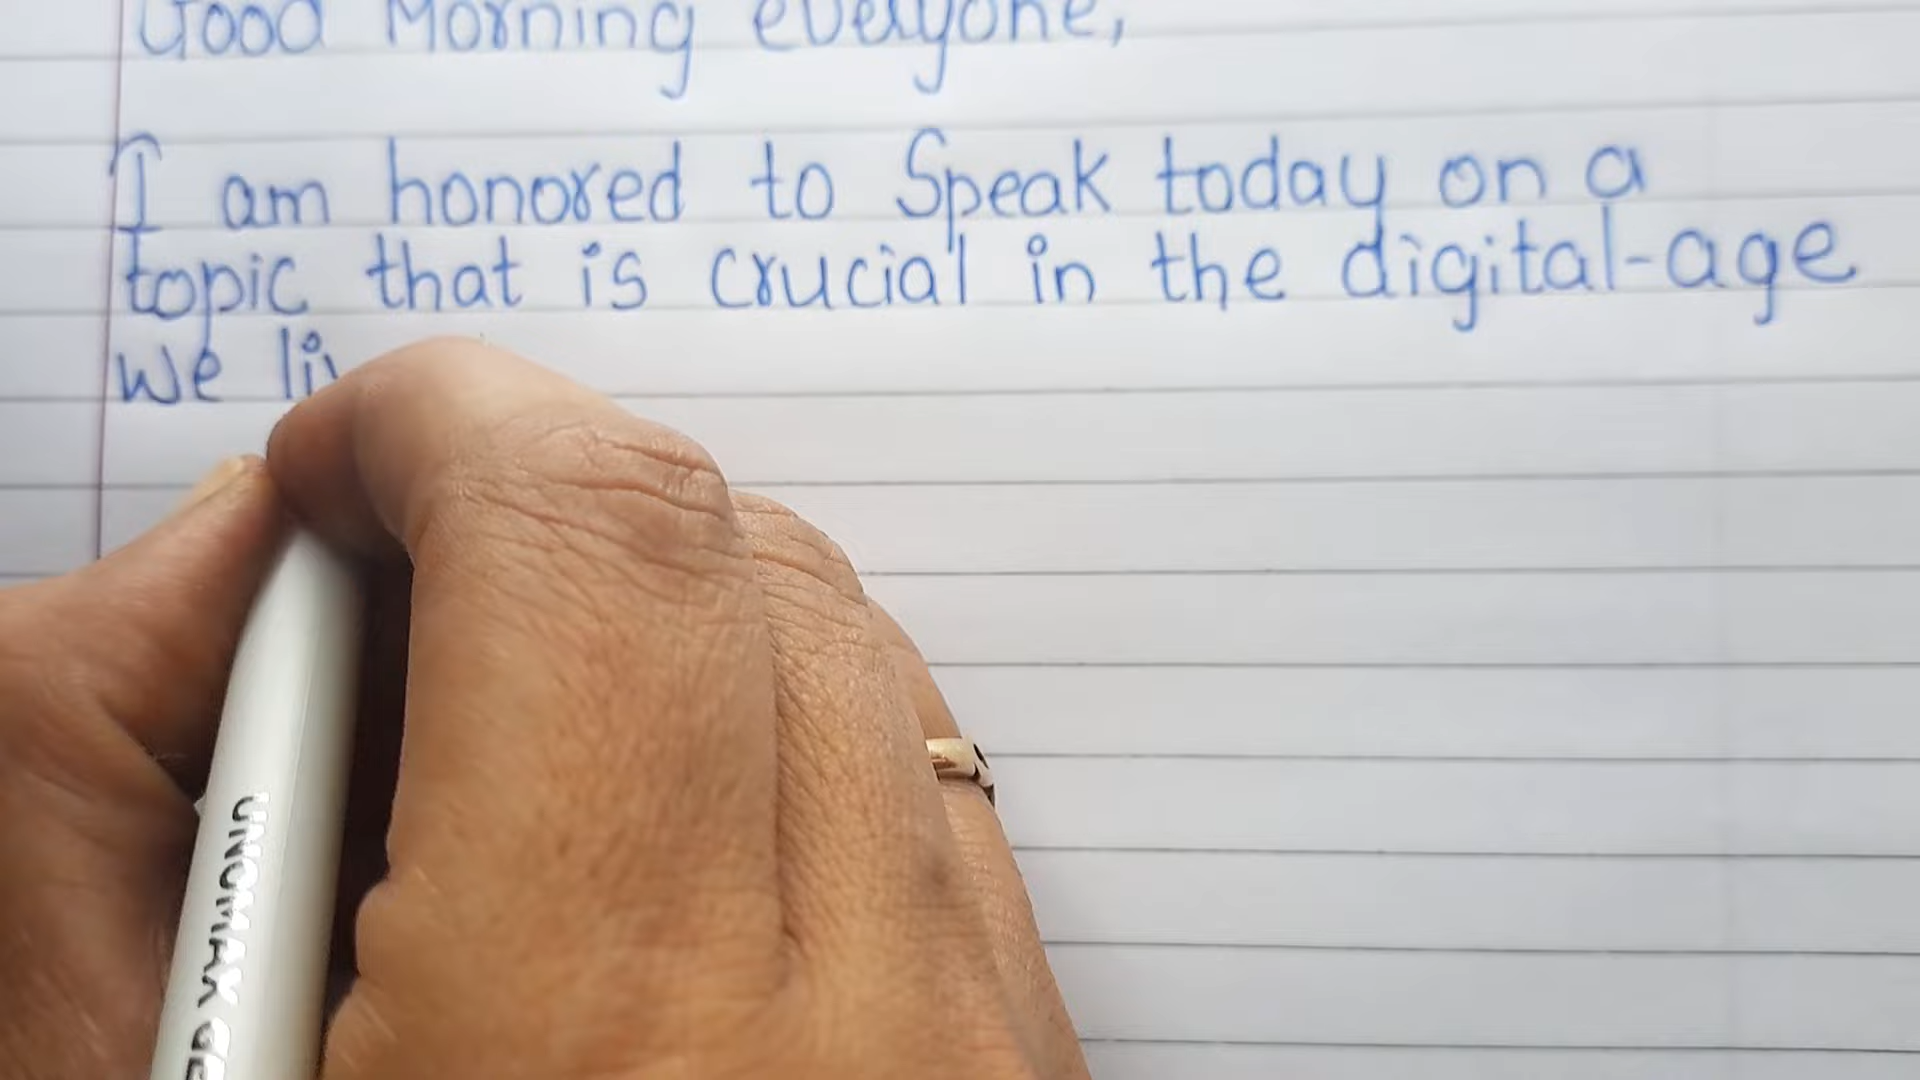 Good Morning everyone,
I am honored to Speak today on a
topic that is crucial in the digital-age
we li
UNOMAX GE